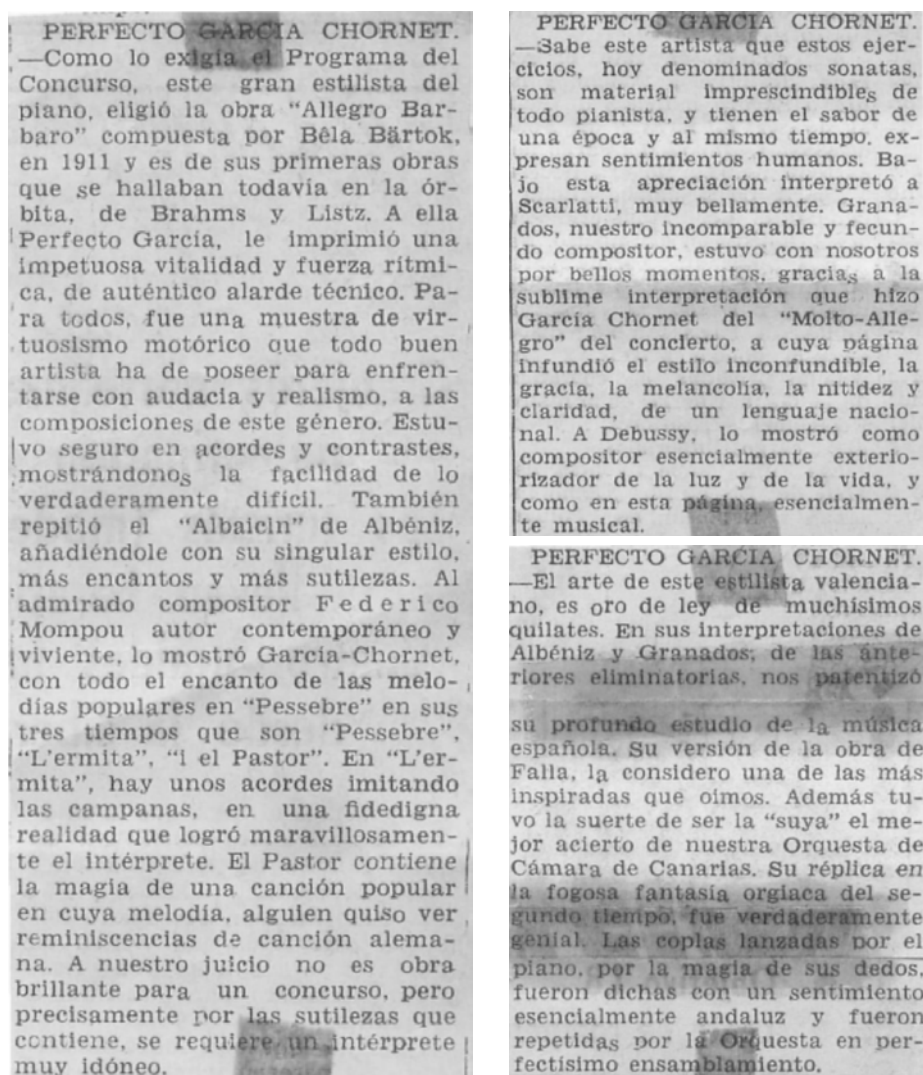 PERFECTO GARCIA CHORNET.
—Como lo exigía el Programa del
Concurso, este gran estilista del
piano, eligió la obra "Allegro Bar-
baro" compuesta por Bêla Bärtok,
en 1911 y es de sus primeras obras
que se hallaban todavía en la ór-
bita, de Brahms y Listz. A ella
Perfecto García, le imprimió una
impetuosa vitalidad y fuerza rítmi-
ca, de auténtico alarde técnico. Pa-
ra todos, fue una muestra de vir-
tuosismo motórico que todo buen
artista ha de poseer para enfren-
tarse con audacia y realismo, a las
composiciones de este género. Estu-
vo seguro en acordes y contrastes,
mostrándonos la facilidad de lo
verdaderamente difícil. También
repitió el "Albaicín" de Albéniz,
añadiéndole con su singular estilo,
más encantos y más sutilezas. Al
admirado compositor Federico
Mompou autor contemporáneo y
viviente, lo mostró García-Chornet,
con todo el encanto de las melo-
días populares en "Pessebre" en sus
tres tiempos que son "Pessebre",
"L'ermita", "i el Pastor". En "L'er-
mita", hay unos acordes imitando
las campanas, en una fidedigna
realidad que logró maravillosamen-
te el intérprete. El Pastor contiene
la magia de una canción popular
en cuya melodía, alguien quiso ver
reminiscencias de canción alema-
na. A nuestro juicio no es obra
brillante para un concurso, pero
precisamente por las sutilezas que
contiene, se requiere un intérprete
muy idóneo.
PERFECTO GARCIA CHORNET.
—Sabe este artista que estos ejer-
cicios, hoy denominados sonatas,
son material imprescindibles de
todo pianista, y tienen el sabor de
una época y al mismo tiempo, ex-
presan sentimientos humanos. Ba-
jo esta apreciación interpretó a
Scarlatti, muy bellamente. Grana-
dos, nuestro incomparable y fecun-
do compositor, estuvo con nosotros
por bellos momentos, gracias a la
sublime interpretación que hizo
García Chornet del "Molto-Alle-
gro" del concierto, a cuya página
infundió el estilo inconfundible, la
gracia, la melancolía, la nitidez y
claridad, de un lenguaje nacio-
nal. A Debussy, lo mostró como
compositor esencialmente exterio-
rizador de la luz y de la vida, y
como en esta página, esencialmen-
te musical.
PERFECTO GARCÍA CHORNET.
—El arte de este estilista valencia-
no, es oro de ley de muchísimos
quilates. En sus interpretaciones de
Albéniz y Granados; de las ante-
riores eliminatorias, nos patentizó
su profundo estudio de la música
española. Su versión de la obra de
Falla, la considero una de las más
inspiradas que oimos. Además tu-
vo la suerte de ser la "suya" el me-
jor acierto de nuestra Orquesta de
Cámara de Canarias. Su réplica en
la fogosa fantasía orgiaca del se-
gundo tiempo, fue verdaderamente
genial. Las coplas lanzadas por el
piano, por la magia de sus dedos,
fueron dichas con un sentimiento
esencialmente andaluz y fueron
repetidas por la Orquesta en per-
fectísimo ensamblamiento.